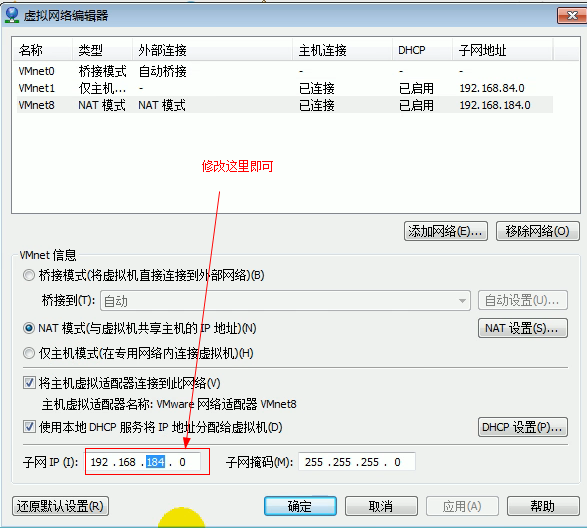 虚拟网络编辑器
名称 类型 外部连接 主机连接 DHCP 子网地址
VMnet0 桥接模式 自动桥接 - - -
VMnet1 仅主机... - 已连接 已启用 192.168.84.0
VMnet8 NAT 模式 NAT 模式 已连接 已启用 192.168.184.0
修改这里即可
添加网络(E)... 移除网络(O)
VMnet 信息
桥接模式(将虚拟机直接连接到外部网络)(B)
桥接到(T): 自动 自动设置(U)...
NAT 模式(与虚拟机共享主机的 IP 地址)(N) NAT 设置(S)...
仅主机模式(在专用网络内连接虚拟机)(H)
将主机虚拟适配器连接到此网络(V)
主机虚拟适配器名称: VMware 网络适配器 VMnet8
使用本地 DHCP 服务将 IP 地址分配给虚拟机(D) DHCP 设置(P)...
子网 IP (I): 192 .168 .184 . 0 子网掩码(M): 255 .255 .255 . 0
还原默认设置(R) 确定 取消 应用(A) 帮助